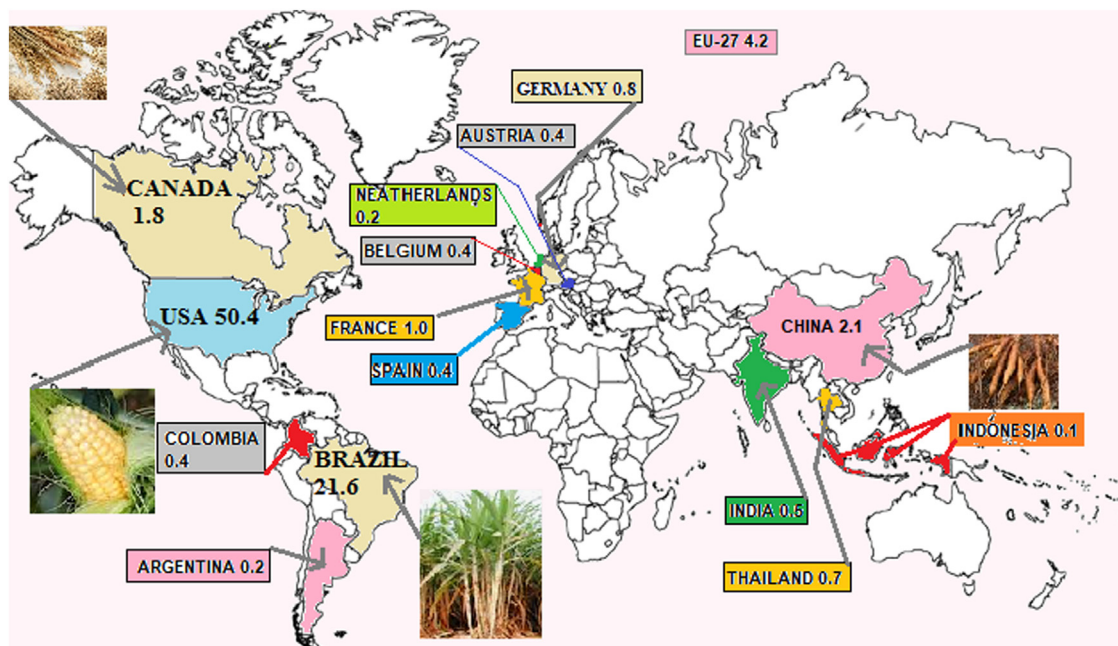 EU-27 4.2
GERMANY 0.8
AUSTRIA 0.4
CANADA
1.8
NEATHERLANDS
0.2
BELGIUM 0.4
USA 50.4
FRANCE 1.0
CHINA 2.1
SPAIN 0.4
COLOMBIA
0.4
INDONESIA 0.1
BRAZIL
21.6
INDIA 0.5
ARGENTINA 0.2
THAILAND 0.7